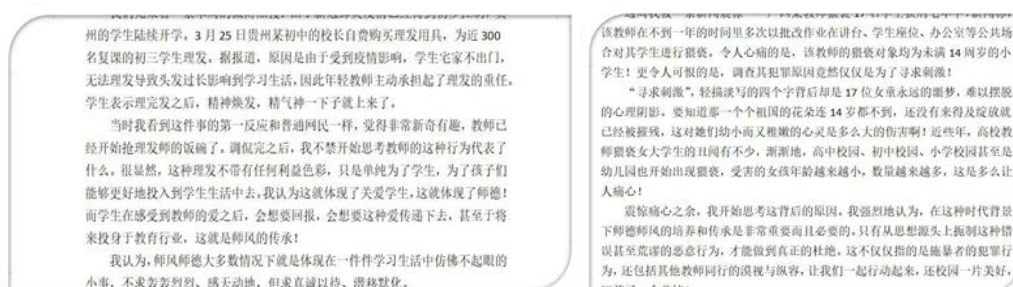 州的学生陆续开学。3 月 25 日贵州某初中的校长自费购买理发用具，为近 300
名复课的初三学生理发。据报道，原因是由于受到疫情影响，学生宅家不出门，
无法理发导致头发过长影响到学习生活，因此年轻教师主动承担起了理发的重任。
学生表示理完发之后，精神焕发，精气神一下子就上来了。
当时我看到这件事的第一反应和普通网民一样，觉得非常新奇有趣，教师已
经开始抢理发师的饭碗了。调侃完之后，我不禁开始思考教师的这种行为代表了
什么。很显然，这种理发不带有任何利益色彩，只是单纯为了学生，为了孩子们
能够更好地投入到学生生活中去。我认为这就体现了关爱学生，这就体现了师德！
而学生在感受到教师的爱之后，会想要回报，会想要这种爱传递下去，甚至于将
来投身于教育行业，这就是师风的传承！
我认为，师风师德大多数情况下就是体现在一件件学习生活中仿佛不起眼的
小事，不求轰轰烈烈、感天动地，但求真诚以待、潜移默化。
该教师在不到一年的时间里多次以批改作业在讲台、学生座位、办公室等公共场
合对其学生进行猥亵。令人心痛的是，该教师的猥亵对象均为未满 14 周岁的小
学生！更令人可恨的是，调查其犯罪原因竟然仅仅是为了寻求刺激！
“寻求刺激”，轻描淡写的四个字背后却是 17 位女童永远的噩梦，难以摆脱
的心理阴影。要知道那一个个祖国的花朵连 14 岁都不到，还没有来得及绽放就
已经被摧残，这对她们幼小而又稚嫩的心灵是多么大的伤害啊！近些年，高校教
师猥亵女大学生的丑闻有不少，渐渐地，高中校园、初中校园、小学校园甚至是
幼儿园也开始出现猥亵，受害的女孩年龄越来越小，数量越来越多，这是多么让
人痛心！
震惊痛心之余，我开始思考这背后的原因。我强烈地认为，在这种时代背景
下师德师风的培养和传承是非常重要而且必要的，只有从思想源头上扼制这种错
误甚至荒谬的恶意行为，才能做到真正的杜绝。这不仅仅指的是施暴者的犯罪行
为，还包括其他教师同行的漠视与纵容，让我们一起行动起来，还校园一片美好，